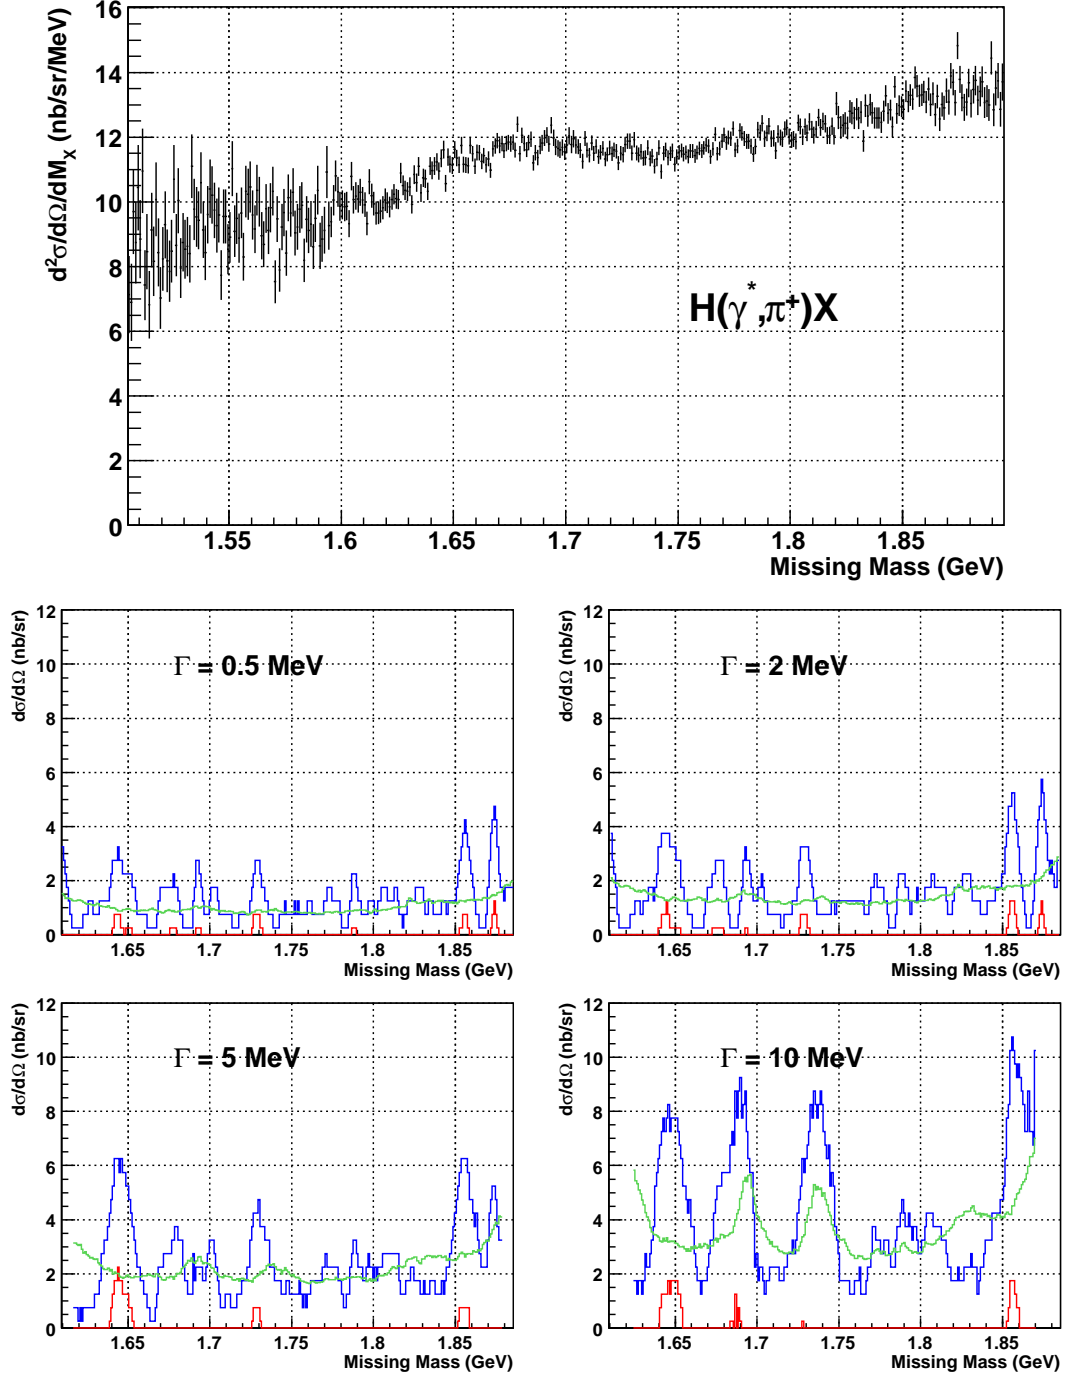 d²σ/dΩ/dM_X (nb/sr/MeV)
16
14
12
10
8
6
4
2
0
H(γ*,π⁺)X
1.55 1.6 1.65 1.7 1.75 1.8 1.85
Missing Mass (GeV)
dσ/dΩ (nb/sr)
12
10
8
6
4
2
0
Γ = 0.5 MeV
1.65 1.7 1.75 1.8 1.85
Missing Mass (GeV)
dσ/dΩ (nb/sr)
12
10
8
6
4
2
0
Γ = 2 MeV
1.65 1.7 1.75 1.8 1.85
Missing Mass (GeV)
dσ/dΩ (nb/sr)
12
10
8
6
4
2
0
Γ = 5 MeV
1.65 1.7 1.75 1.8 1.85
Missing Mass (GeV)
dσ/dΩ (nb/sr)
12
10
8
6
4
2
0
Γ = 10 MeV
1.65 1.7 1.75 1.8 1.85
Missing Mass (GeV)